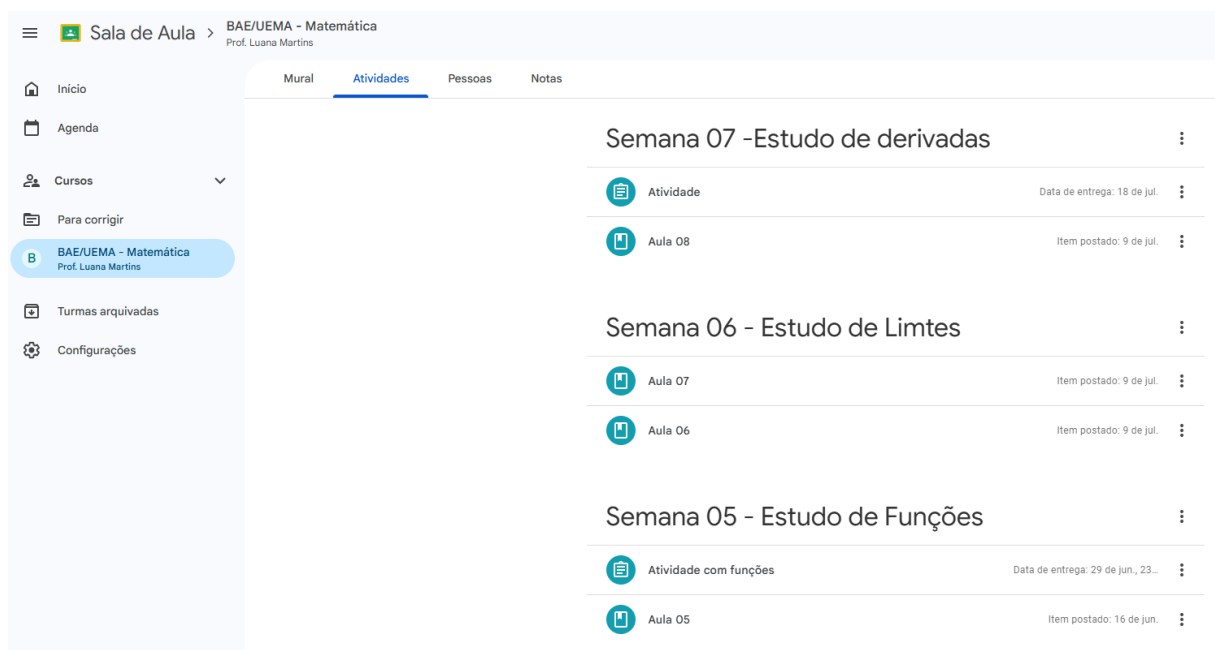 Sala de Aula > BAE/UEMA - Matemática
Prof. Luana Martins
Início
Agenda
Cursos
Para corrigir
B BAE/UEMA - Matemática
Prof. Luana Martins
Turmas arquivadas
Configurações
Mural Atividades Pessoas Notas
Semana 07 -Estudo de derivadas
Atividade Data de entrega: 18 de jul.
Aula 08 Item postado: 9 de jul.
Semana 06 - Estudo de Limtes
Aula 07 Item postado: 9 de jul.
Aula 06 Item postado: 9 de jul.
Semana 05 - Estudo de Funções
Atividade com funções Data de entrega: 29 de jun., 23...
Aula 05 Item postado: 16 de jun.